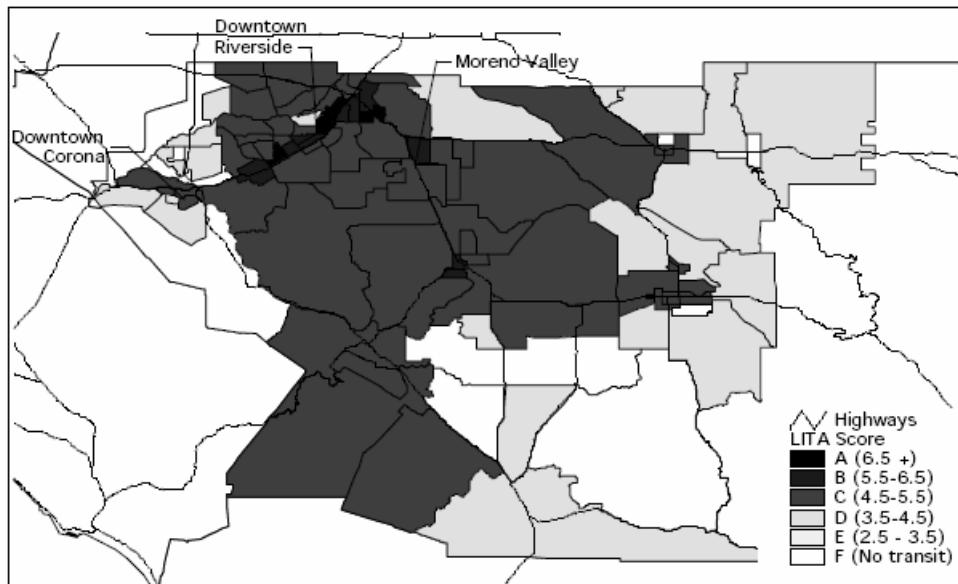 Downtown
Riverside
Moreno Valley
Downtown
Corona
Highways
LITA Score
A (6.5 +)
B (5.5-6.5)
C (4.5-5.5)
D (3.5-4.5)
E (2.5 - 3.5)
F (No transit)